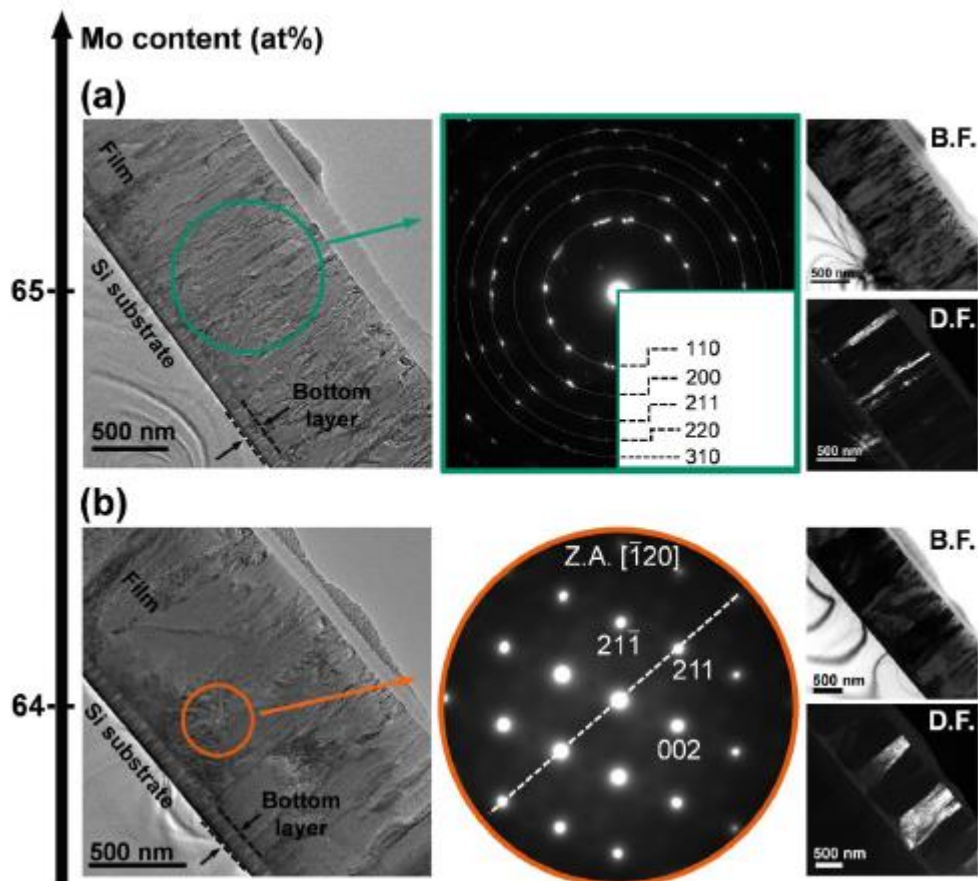 Mo content (at%)
(a)
Film
Si substrate
Bottom
layer
500 nm
65
110
200
211
220
310
B.F.
500 nm
D.F.
500 nm
(b)
Film
Si substrate
Bottom
layer
500 nm
64
Z.A. [1̅20]
211̅
211
002
B.F.
500 nm
D.F.
500 nm